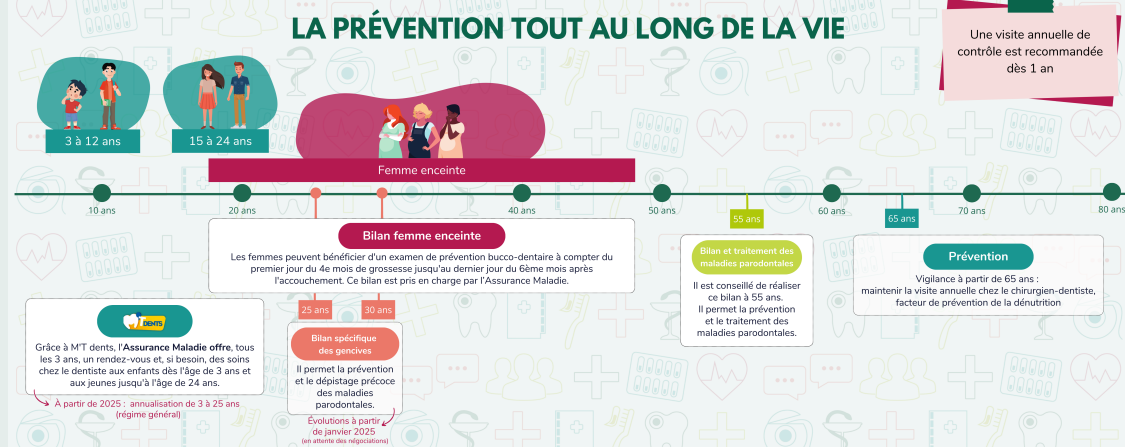 LA PRÉVENTION TOUT AU LONG DE LA VIE
Une visite annuelle de
contrôle est recommandée
dès 1 an
3 à 12 ans
15 à 24 ans
Femme enceinte
10 ans
20 ans
40 ans
50 ans
55 ans
60 ans
65 ans
70 ans
80 ans
Bilan femme enceinte
Les femmes peuvent bénéficier d'un examen de prévention bucco-dentaire à compter du
premier jour du 4e mois de grossesse jusqu'au dernier jour du 6ème mois après
l'accouchement. Ce bilan est pris en charge par l'Assurance Maladie.
Bilan et traitement des
maladies parodontales
Il est conseillé de réaliser
ce bilan à 55 ans.
Il permet la prévention
et le traitement des
maladies parodontales.
Prévention
Vigilance à partir de 65 ans :
maintenir la visite annuelle chez le chirurgien-dentiste,
facteur de prévention de la dénutrition
25 ans
30 ans
Bilan spécifique
des gencives
Il permet la prévention
et le dépistage précoce
des maladies
parodontales.
Évolutions à partir
de janvier 2025
(en attente des négociations)
M'T DENTS
Grâce à M'T dents, l'Assurance Maladie offre, tous
les 3 ans, un rendez-vous et, si besoin, des soins
chez le dentiste aux enfants dès l'âge de 3 ans et
aux jeunes jusqu'à l'âge de 24 ans.
À partir de 2025 : annualisation de 3 à 25 ans
(régime général)